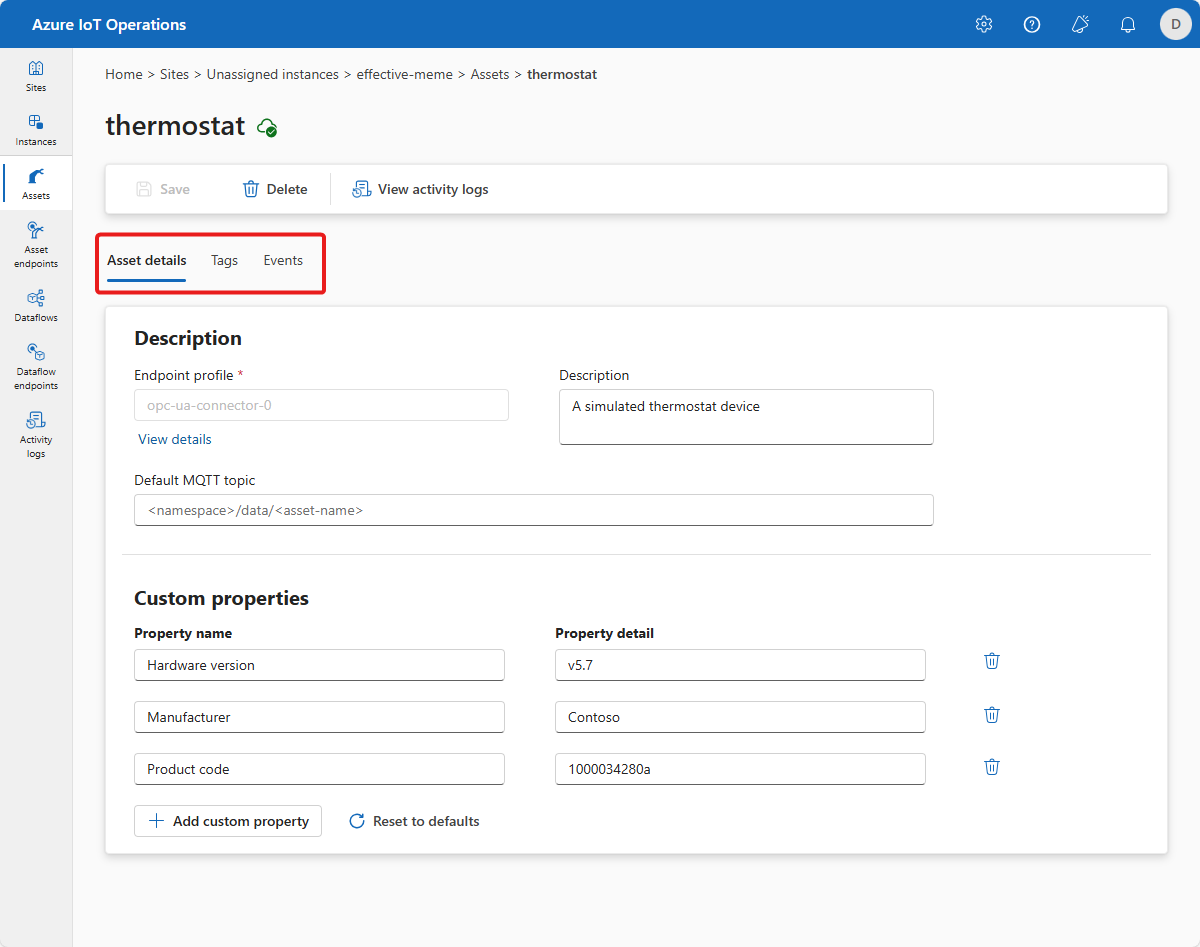 Azure IoT Operations
D
Sites
Instances
Assets
Asset
endpoints
Dataflows
Dataflow
endpoints
Activity
logs
Home > Sites > Unassigned instances > effective-meme > Assets > thermostat
thermostat
Save Delete View activity logs
Asset details Tags Events
Description
Endpoint profile *
opc-ua-connector-0
View details
Description
A simulated thermostat device
Default MQTT topic
<namespace>/data/<asset-name>
Custom properties
Property name Property detail
Hardware version v5.7
Manufacturer Contoso
Product code 1000034280a
Add custom property Reset to defaults